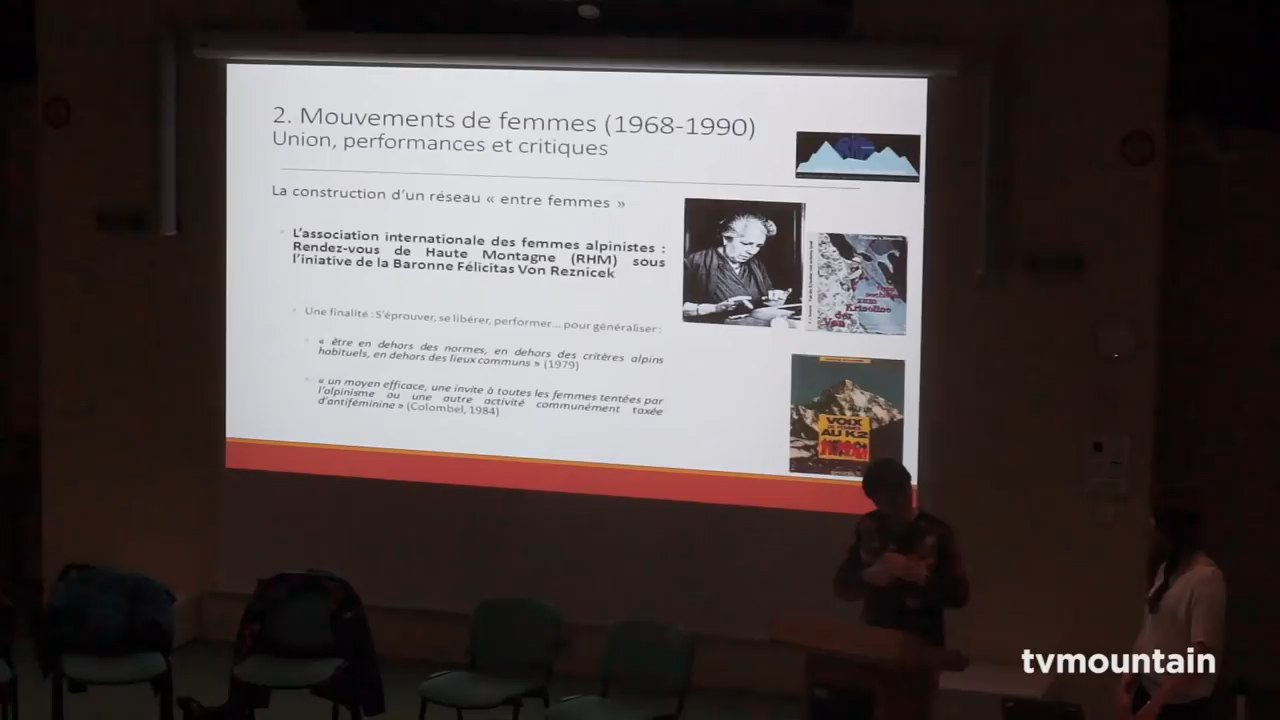 2. Mouvements de femmes (1968-1990)
Union, performances et critiques
La construction d'un réseau « entre femmes »
L'association internationale des femmes alpinistes :
Rendez-vous de Haute Montagne (RHM) sous
l'iniative de la Baronne Félicitas Von Reznicek
Une finalité : S'éprouver, se libérer, performer... pour généraliser :
« être en dehors des normes, en dehors des critères alpins
habituels, en dehors des lieux communs » (1979)
« un moyen efficace, une invite à toutes les femmes tentées par
l'alpinisme ou une autre activité communément taxée
d'antiféminine » (Colombel, 1984)
Von
der
VOIX
DE FEMMES
AU K2
tvmountain